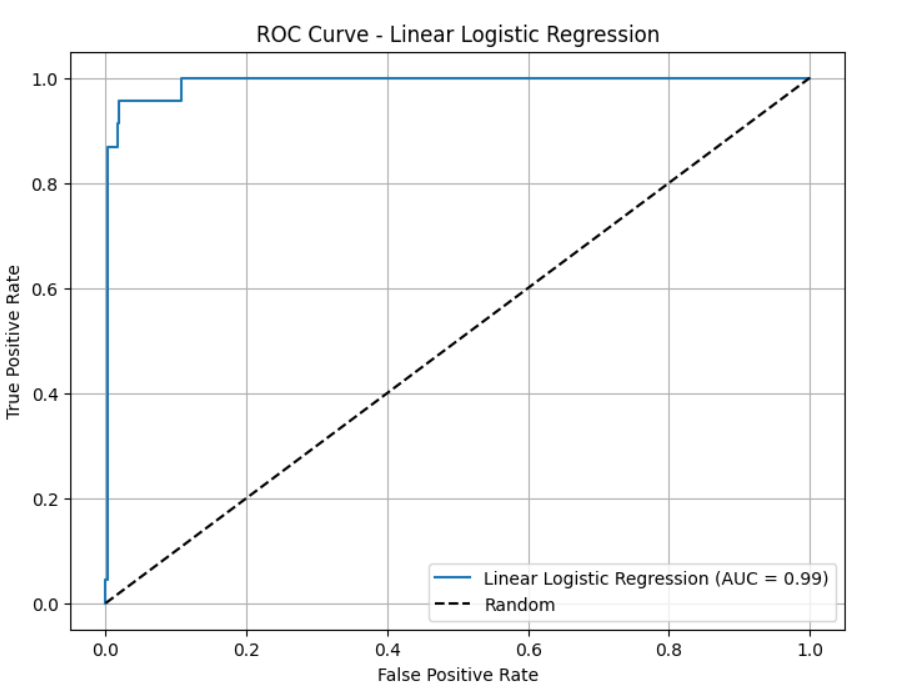 ROC Curve - Linear Logistic Regression
True Positive Rate
1.0
0.8
0.6
0.4
0.2
0.0
Linear Logistic Regression (AUC = 0.99)
Random
0.0 0.2 0.4 0.6 0.8 1.0
False Positive Rate